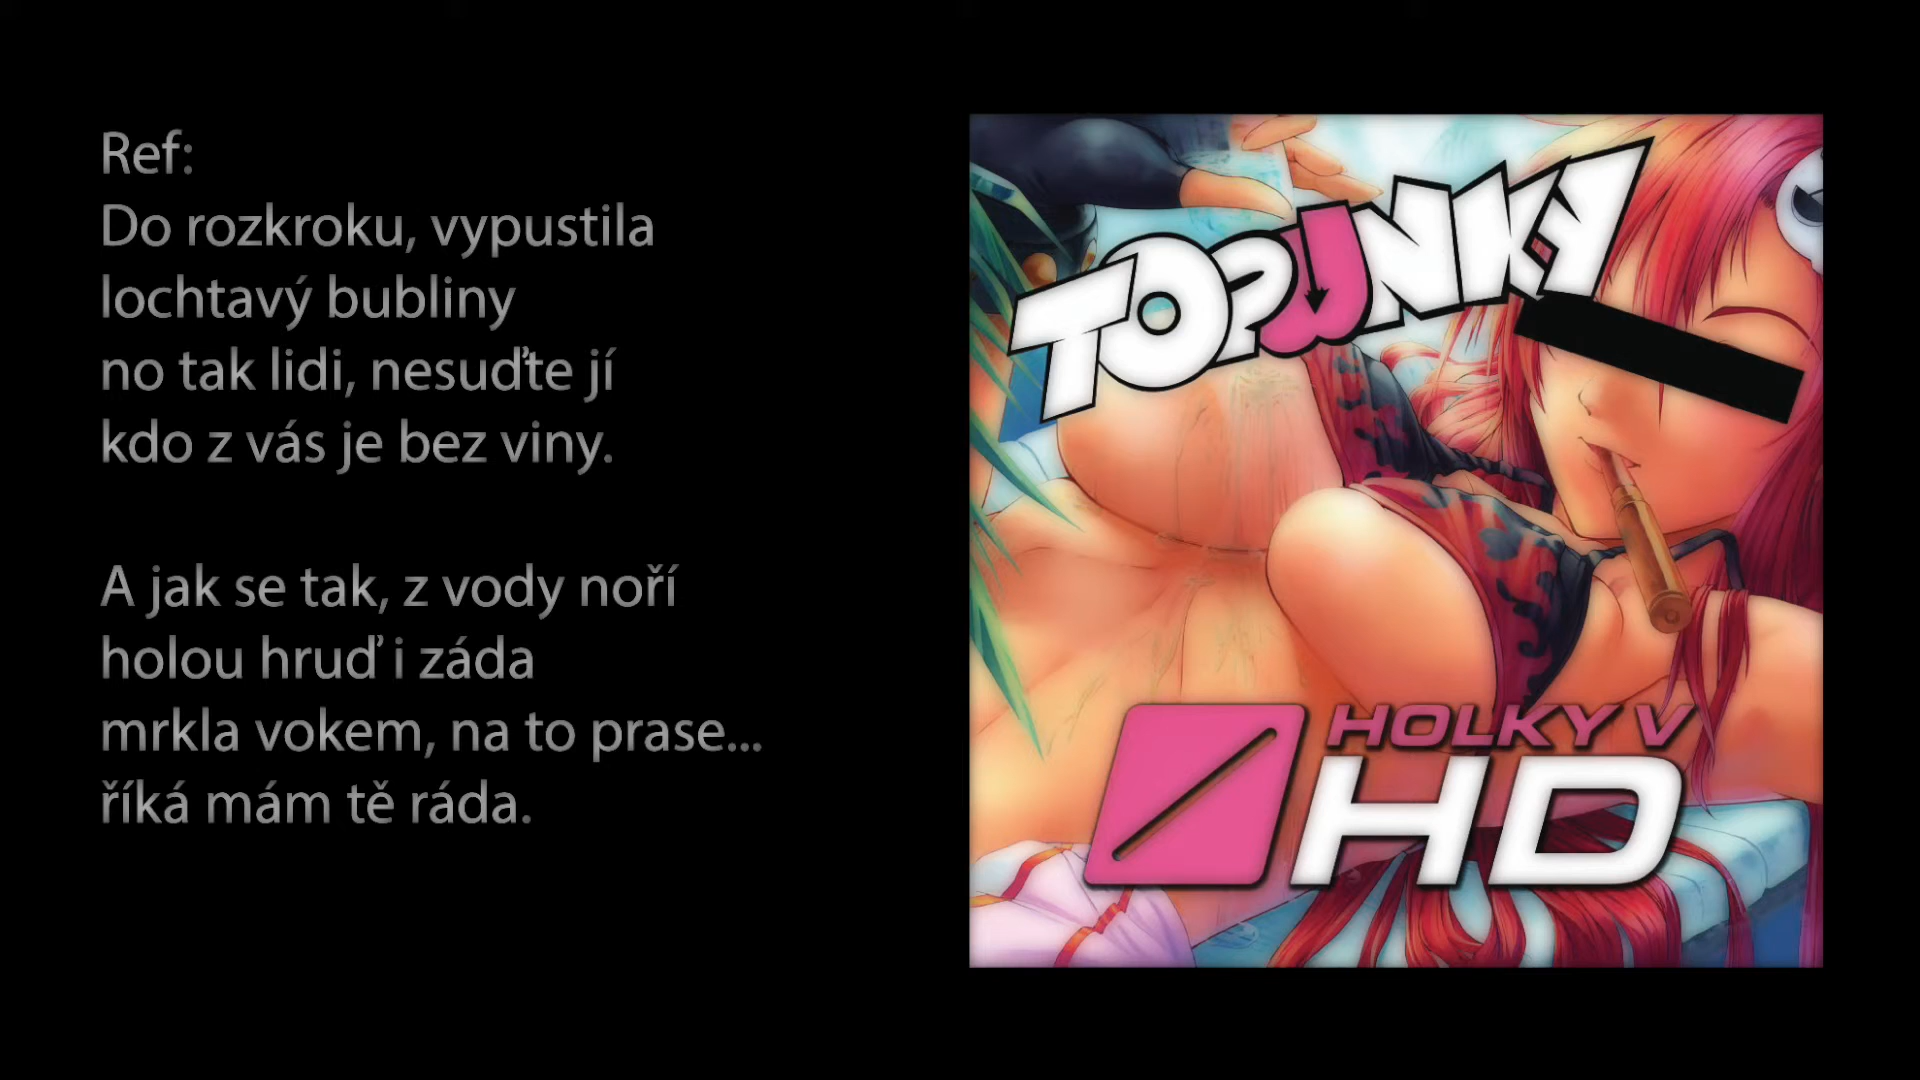 Ref:
Do rozkroku, vypustila
lochtavý bubliny
no tak lidi, nesuďte jí
kdo z vás je bez viny.
A jak se tak, z vody noří
holou hruď i záda
mrkla vokem, na to prase...
říká mám tě ráda.
TOPUNKY
HOLKY V
HD